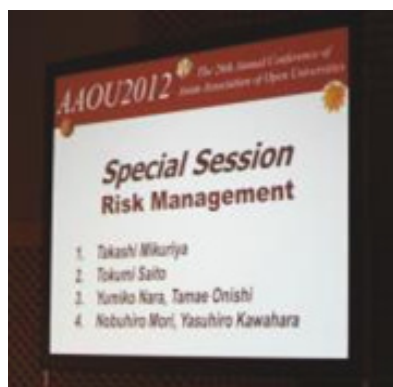 AAOU2012
The 26th Annual Conference of
Asian Association of Open Universities
Special Session
Risk Management
1. Takashi Mikuriya
2. Tokumi Saito
3. Yumiko Nara, Tamae Onishi
4. Nobuhiro Mori, Yasuhiro Kawahara